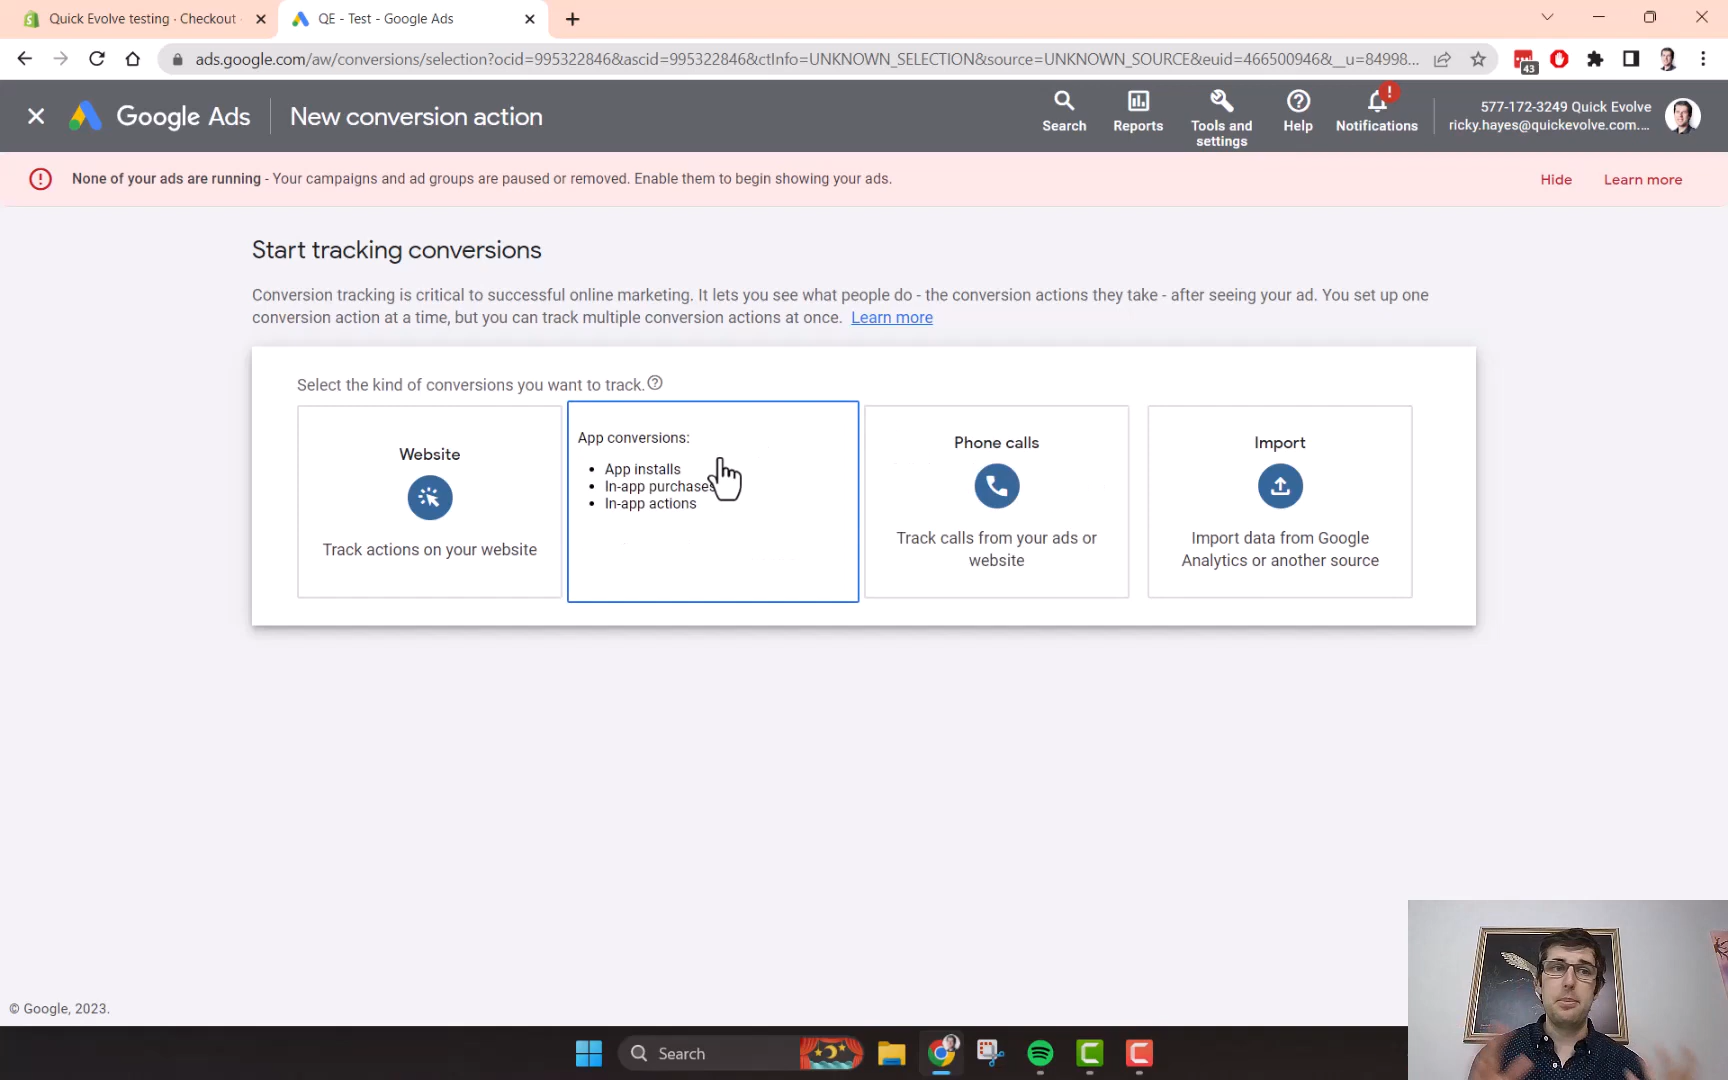 Quick Evolve testing · Checkout
QE - Test - Google Ads
ads.google.com/aw/conversions/selection?ocid=995322846&ascid=995322846&ctInfo=UNKNOWN_SELECTION&source=UNKNOWN_SOURCE&euid=466500946&__u=84998...
43
Google Ads
New conversion action
Search
Reports
Tools and
settings
Help
!
Notifications
577-172-3249 Quick Evolve
ricky.hayes@quickevolve.com....
None of your ads are running - Your campaigns and ad groups are paused or removed. Enable them to begin showing your ads.
Hide
Learn more
Start tracking conversions
Conversion tracking is critical to successful online marketing. It lets you see what people do - the conversion actions they take - after seeing your ad. You set up one
conversion action at a time, but you can track multiple conversion actions at once. Learn more
Select the kind of conversions you want to track.
Website
Track actions on your website
App conversions:
• App installs
• In-app purchases
• In-app actions
Phone calls
Track calls from your ads or
website
Import
Import data from Google
Analytics or another source
© Google, 2023.
Search